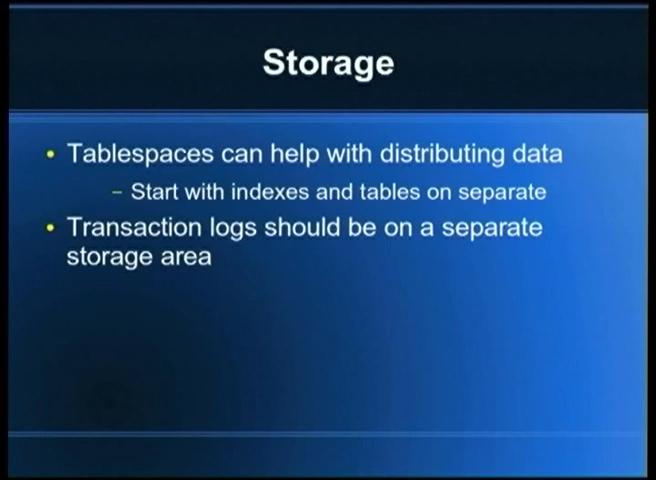 Storage
• Tablespaces can help with distributing data
– Start with indexes and tables on separate
• Transaction logs should be on a separate
storage area